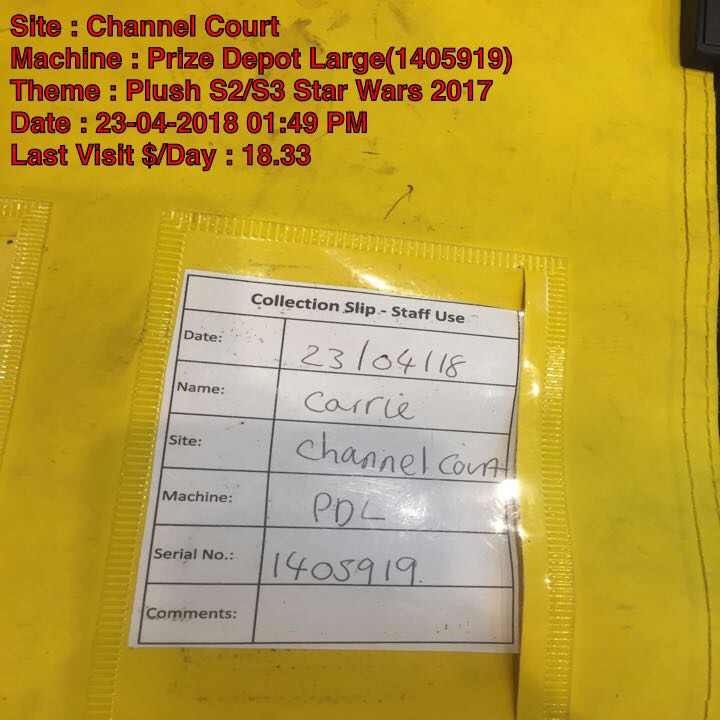 Site : Channel Court
Machine : Prize Depot Large(1405919)
Theme : Plush S2/S3 Star Wars 2017
Date : 23-04-2018 01:49 PM
Last Visit $/Day : 18.33
Collection Slip - Staff Use
Date: 23/04/18
Name: Carrie
Site: Channel Court
Machine: PDL
Serial No.: 1405919
Comments: